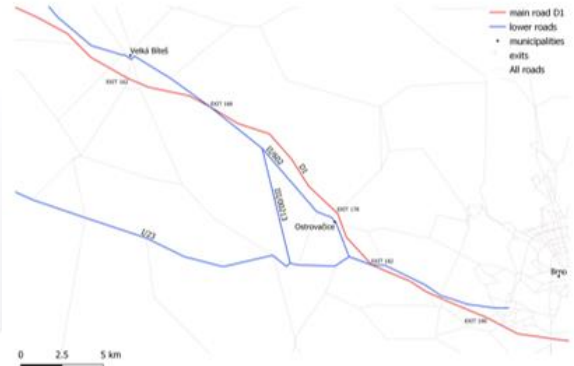 main road D1
lower roads
municipalities
exits
All roads
Velká Bíteš
EXIT 162
EXIT 168
II/602
D1
III/00213
EXIT 178
Ostrovačice
I/23
EXIT 182
Brno
EXIT 190
0 2.5 5 km